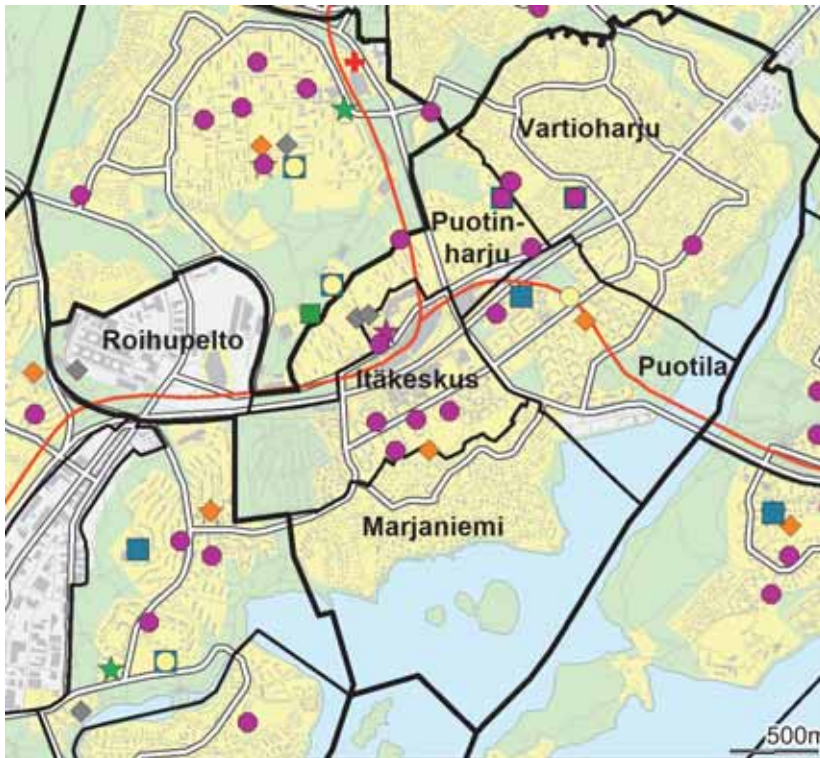 Vartioharju
Puotin-
harju
Roihupelto
Itäkeskus
Puotila
Marjaniemi
500m